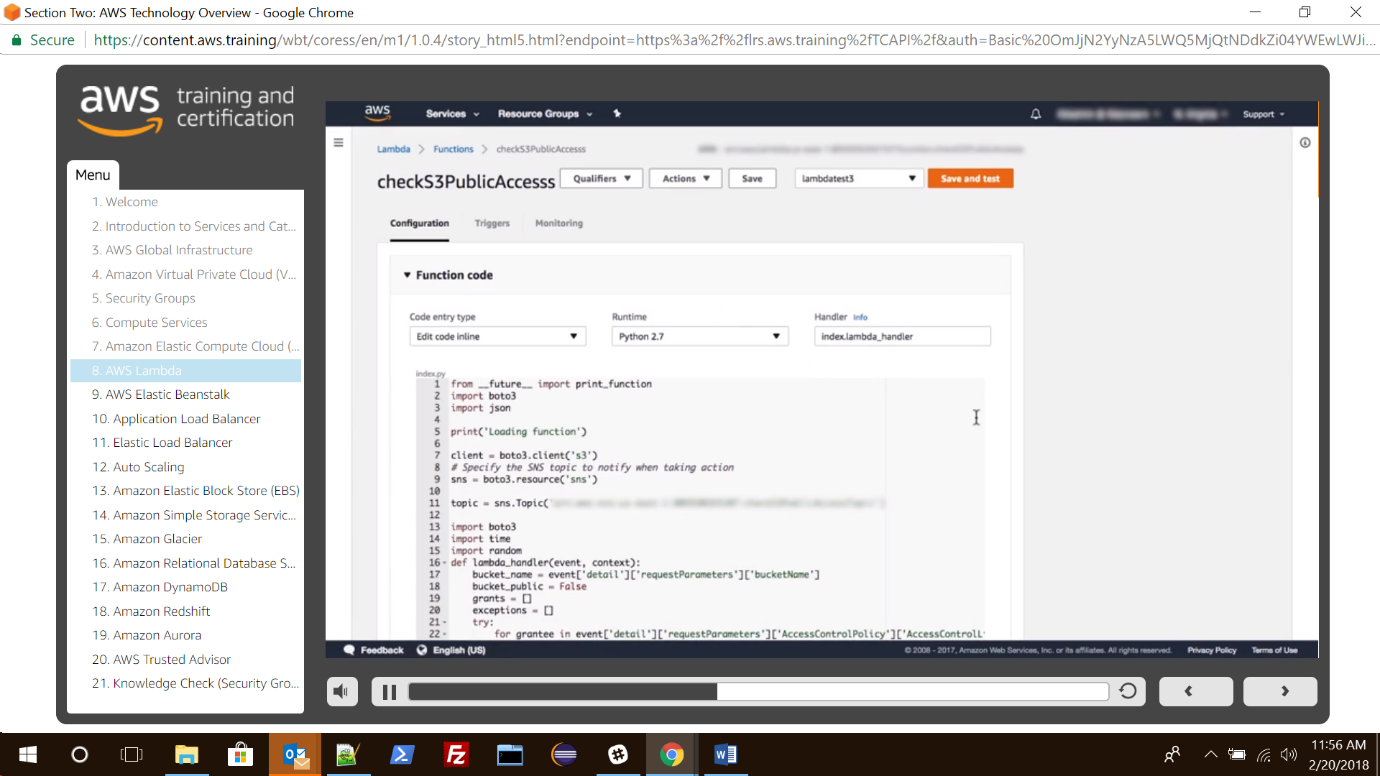 Section Two: AWS Technology Overview - Google Chrome
Secure | https://content.aws.training/wbt/coress/en/m1/1.0.4/story_html5.html?endpoint=https%3a%2f%2flrs.aws.training%2fTCAPI%2f&auth=Basic%20OmJjN2YyNzA5LWQ5MjQtNDdkZi04YWEwLWJi...
aws training and certification
Menu
1. Welcome
2. Introduction to Services and Cat...
3. AWS Global Infrastructure
4. Amazon Virtual Private Cloud (V...
5. Security Groups
6. Compute Services
7. Amazon Elastic Compute Cloud (...
8. AWS Lambda
9. AWS Elastic Beanstalk
10. Application Load Balancer
11. Elastic Load Balancer
12. Auto Scaling
13. Amazon Elastic Block Store (EBS)
14. Amazon Simple Storage Servic...
15. Amazon Glacier
16. Amazon Relational Database S...
17. Amazon DynamoDB
18. Amazon Redshift
19. Amazon Aurora
20. AWS Trusted Advisor
21. Knowledge Check (Security Gro...
aws Services Resource Groups Support
Lambda > Functions > checkS3PublicAccesss
checkS3PublicAccesss Qualifiers Actions Save lambdatest3 Save and test
Configuration Triggers Monitoring
Function code
Code entry type Runtime Handler Info
Edit code inline Python 2.7 index.lambda_handler
index.py
1 from __future__ import print_function
2 import boto3
3 import json
4
5 print('Loading function')
6
7 client = boto3.client('s3')
8 # Specify the SNS topic to notify when taking action
9 sns = boto3.resource('sns')
10
11 topic = sns.Topic(
12
13 import boto3
14 import time
15 import random
16 def lambda_handler(event, context):
17 bucket_name = event['detail']['requestParameters']['bucketName']
18 bucket_public = False
19 grants = []
20 exceptions = []
21 try:
22 for grantee in event['detail']['requestParameters']['AccessControlPolicy']['AccessControlL
Feedback English (US) © 2008 - 2017, Amazon Web Services, Inc. or its affiliates. All rights reserved. Privacy Policy Terms of Use
11:56 AM
2/20/2018